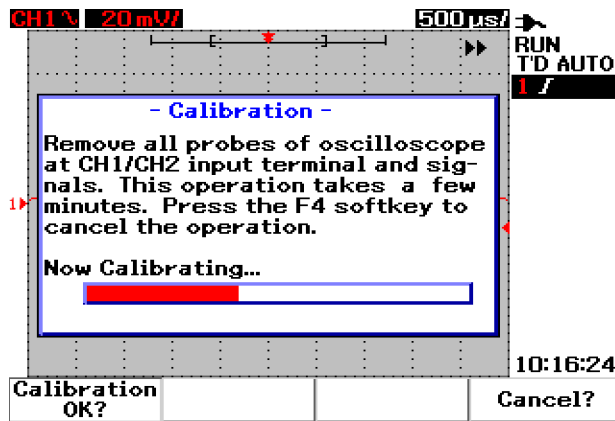 CH1∿ 20mV/ 500µs/
RUN
T'D AUTO
1
- Calibration -
Remove all probes of oscilloscope
at CH1/CH2 input terminal and sig-
nals. This operation takes a few
minutes. Press the F4 softkey to
cancel the operation.
1
Now Calibrating...
10:16:24
Calibration
OK?
Cancel?